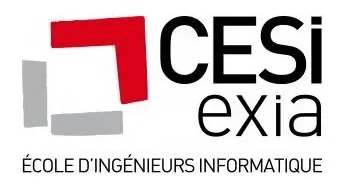 CESi
exia
ÉCOLE D'INGÉNIEURS INFORMATIQUE